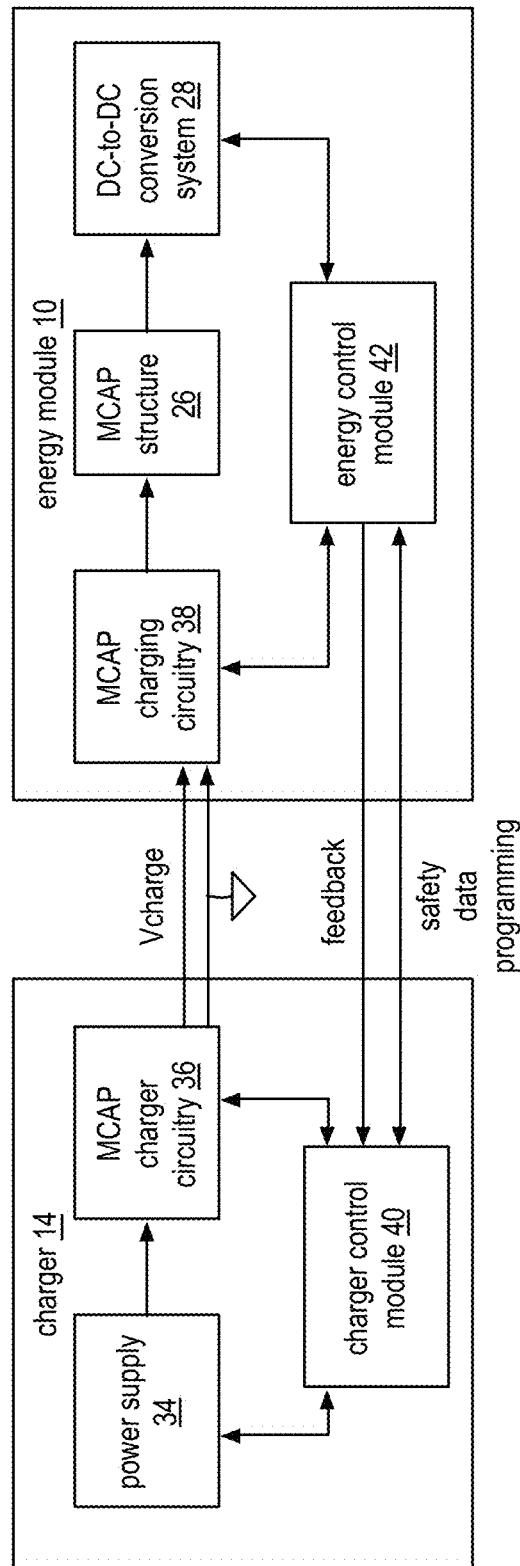 charger 14
power supply
34
MCAP
charger
circuitry 36
charger control
module 40
Vcharge
feedback
safety
data
programming
energy module 10
MCAP
charging
circuitry 38
MCAP
structure
26
DC-to-DC
conversion
system 28
energy control
module 42